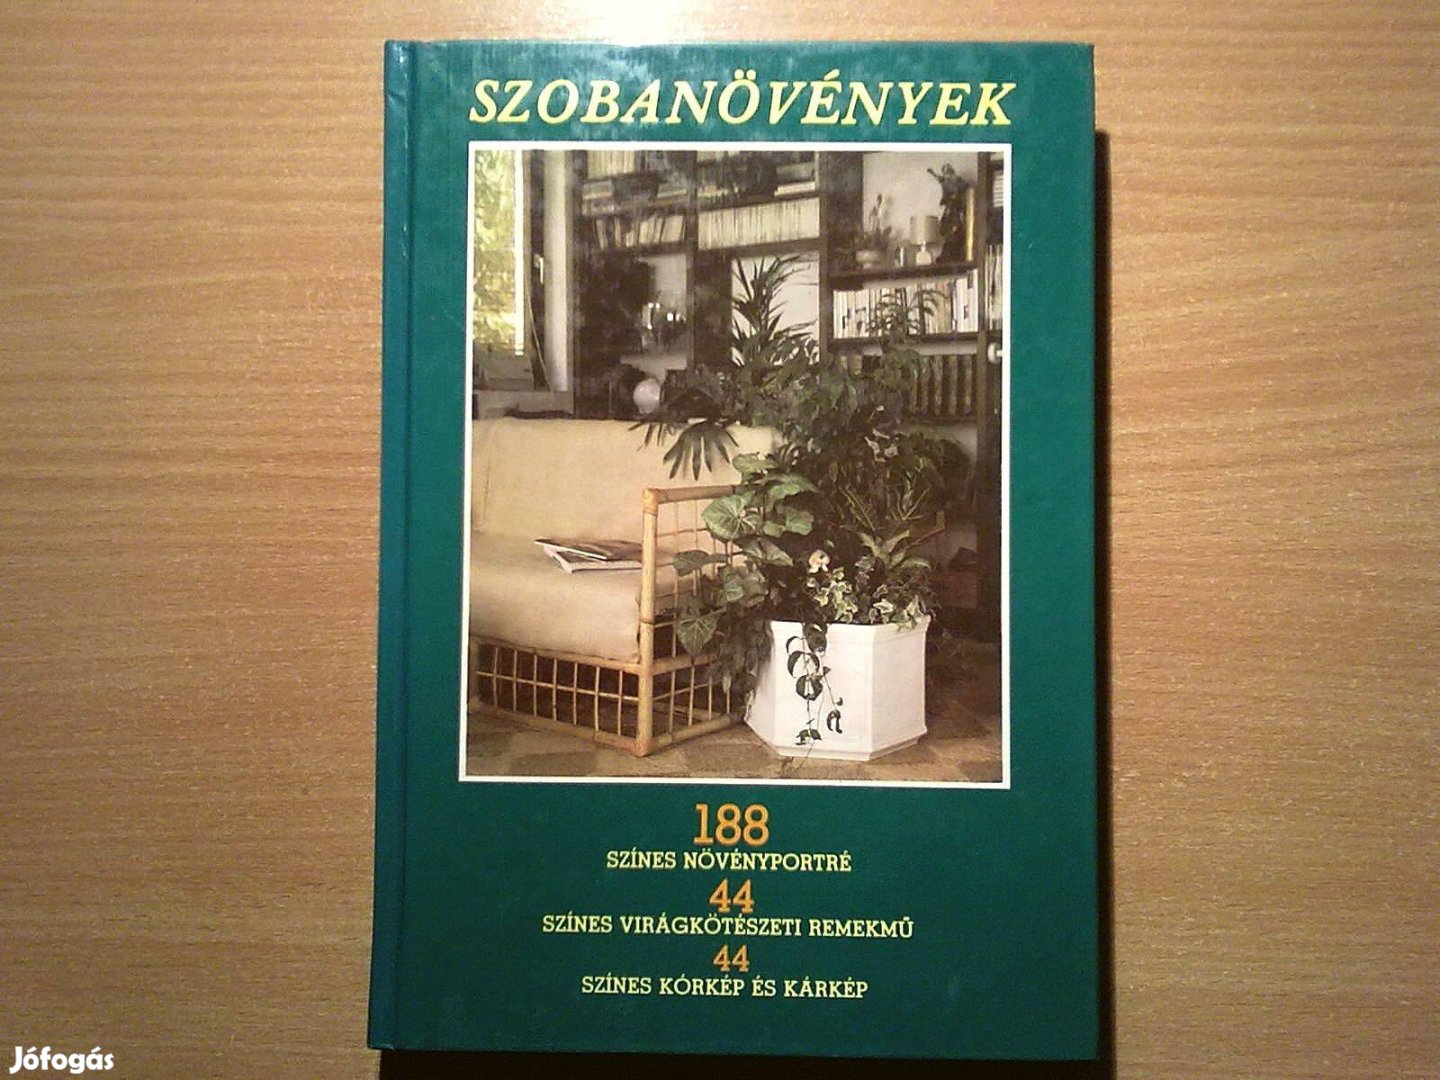 SZOBANÖVÉNYEK
188
SZÍNES NÖVÉNYPORTRÉ
44
SZÍNES VIRÁGKÖTÉSZETI REMEKMŰ
44
SZÍNES KÓRKÉP ÉS KÁRKÉP
Jófogás